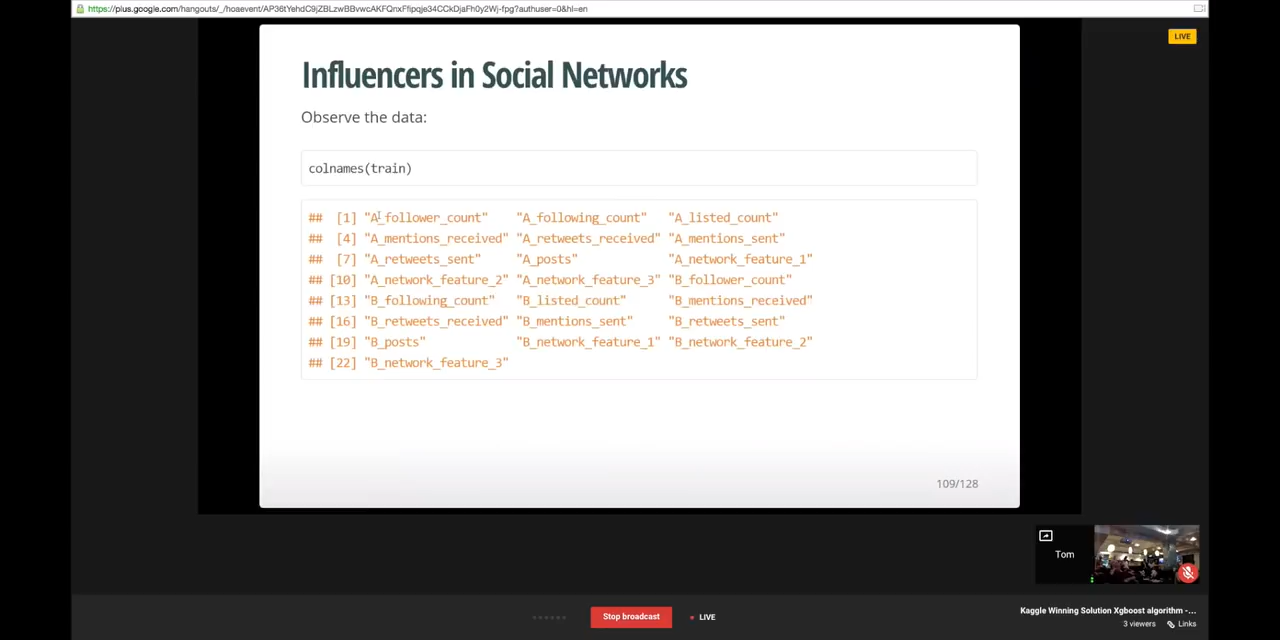 https://plus.google.com/hangouts/_/hoaevent/AP36tYehdC9jZBLzwBBvwcAKFQnxFfipqje34CCkDjaFh0y2Wj-fpg?authuser=0&hl=en
LIVE
Influencers in Social Networks
Observe the data:
colnames(train)
## [1] "A_follower_count" "A_following_count" "A_listed_count"
## [4] "A_mentions_received" "A_retweets_received" "A_mentions_sent"
## [7] "A_retweets_sent" "A_posts" "A_network_feature_1"
## [10] "A_network_feature_2" "A_network_feature_3" "B_follower_count"
## [13] "B_following_count" "B_listed_count" "B_mentions_received"
## [16] "B_retweets_received" "B_mentions_sent" "B_retweets_sent"
## [19] "B_posts" "B_network_feature_1" "B_network_feature_2"
## [22] "B_network_feature_3"
109/128
Tom
Stop broadcast
LIVE
Kaggle Winning Solution Xgboost algorithm -...
3 viewers
Links